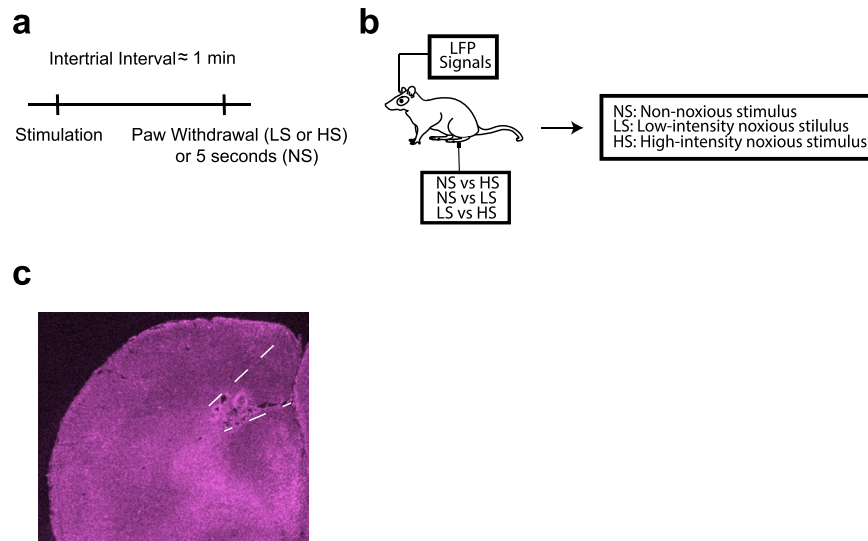 a
Intertrial Interval ≈ 1 min
Stimulation
Paw Withdrawal (LS or HS)
or 5 seconds (NS)
b
LFP
Signals
NS vs HS
NS vs LS
LS vs HS
NS: Non-noxious stimulus
LS: Low-intensity noxious stilulus
HS: High-intensity noxious stimulus
c